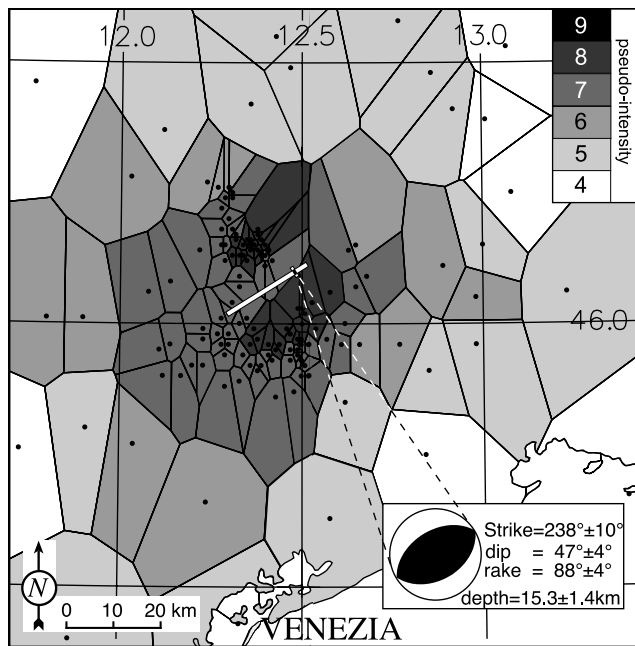 12.0
12.5
13.0
9
8
7
6
5
4
pseudo-intensity
46.0
Strike=238°±10°
dip = 47°±4°
rake = 88°±4°
depth=15.3±1.4km
N
0 10 20 km
VENEZIA